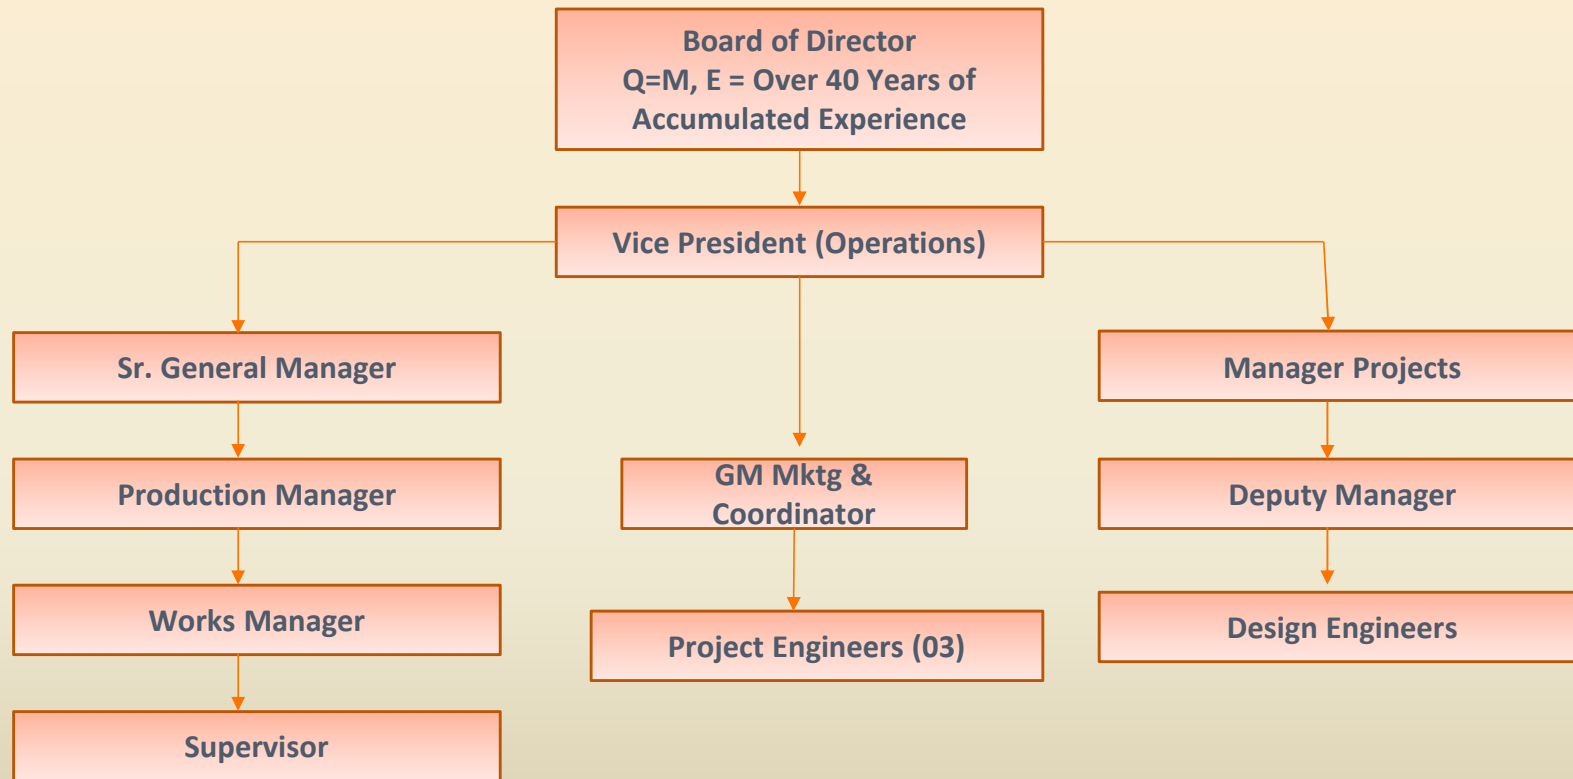 Board of Director
Q=M, E = Over 40 Years of
Accumulated Experience
Vice President (Operations)
Sr. General Manager
Manager Projects
Production Manager
GM Mktg &
Coordinator
Deputy Manager
Works Manager
Project Engineers (03)
Design Engineers
Supervisor